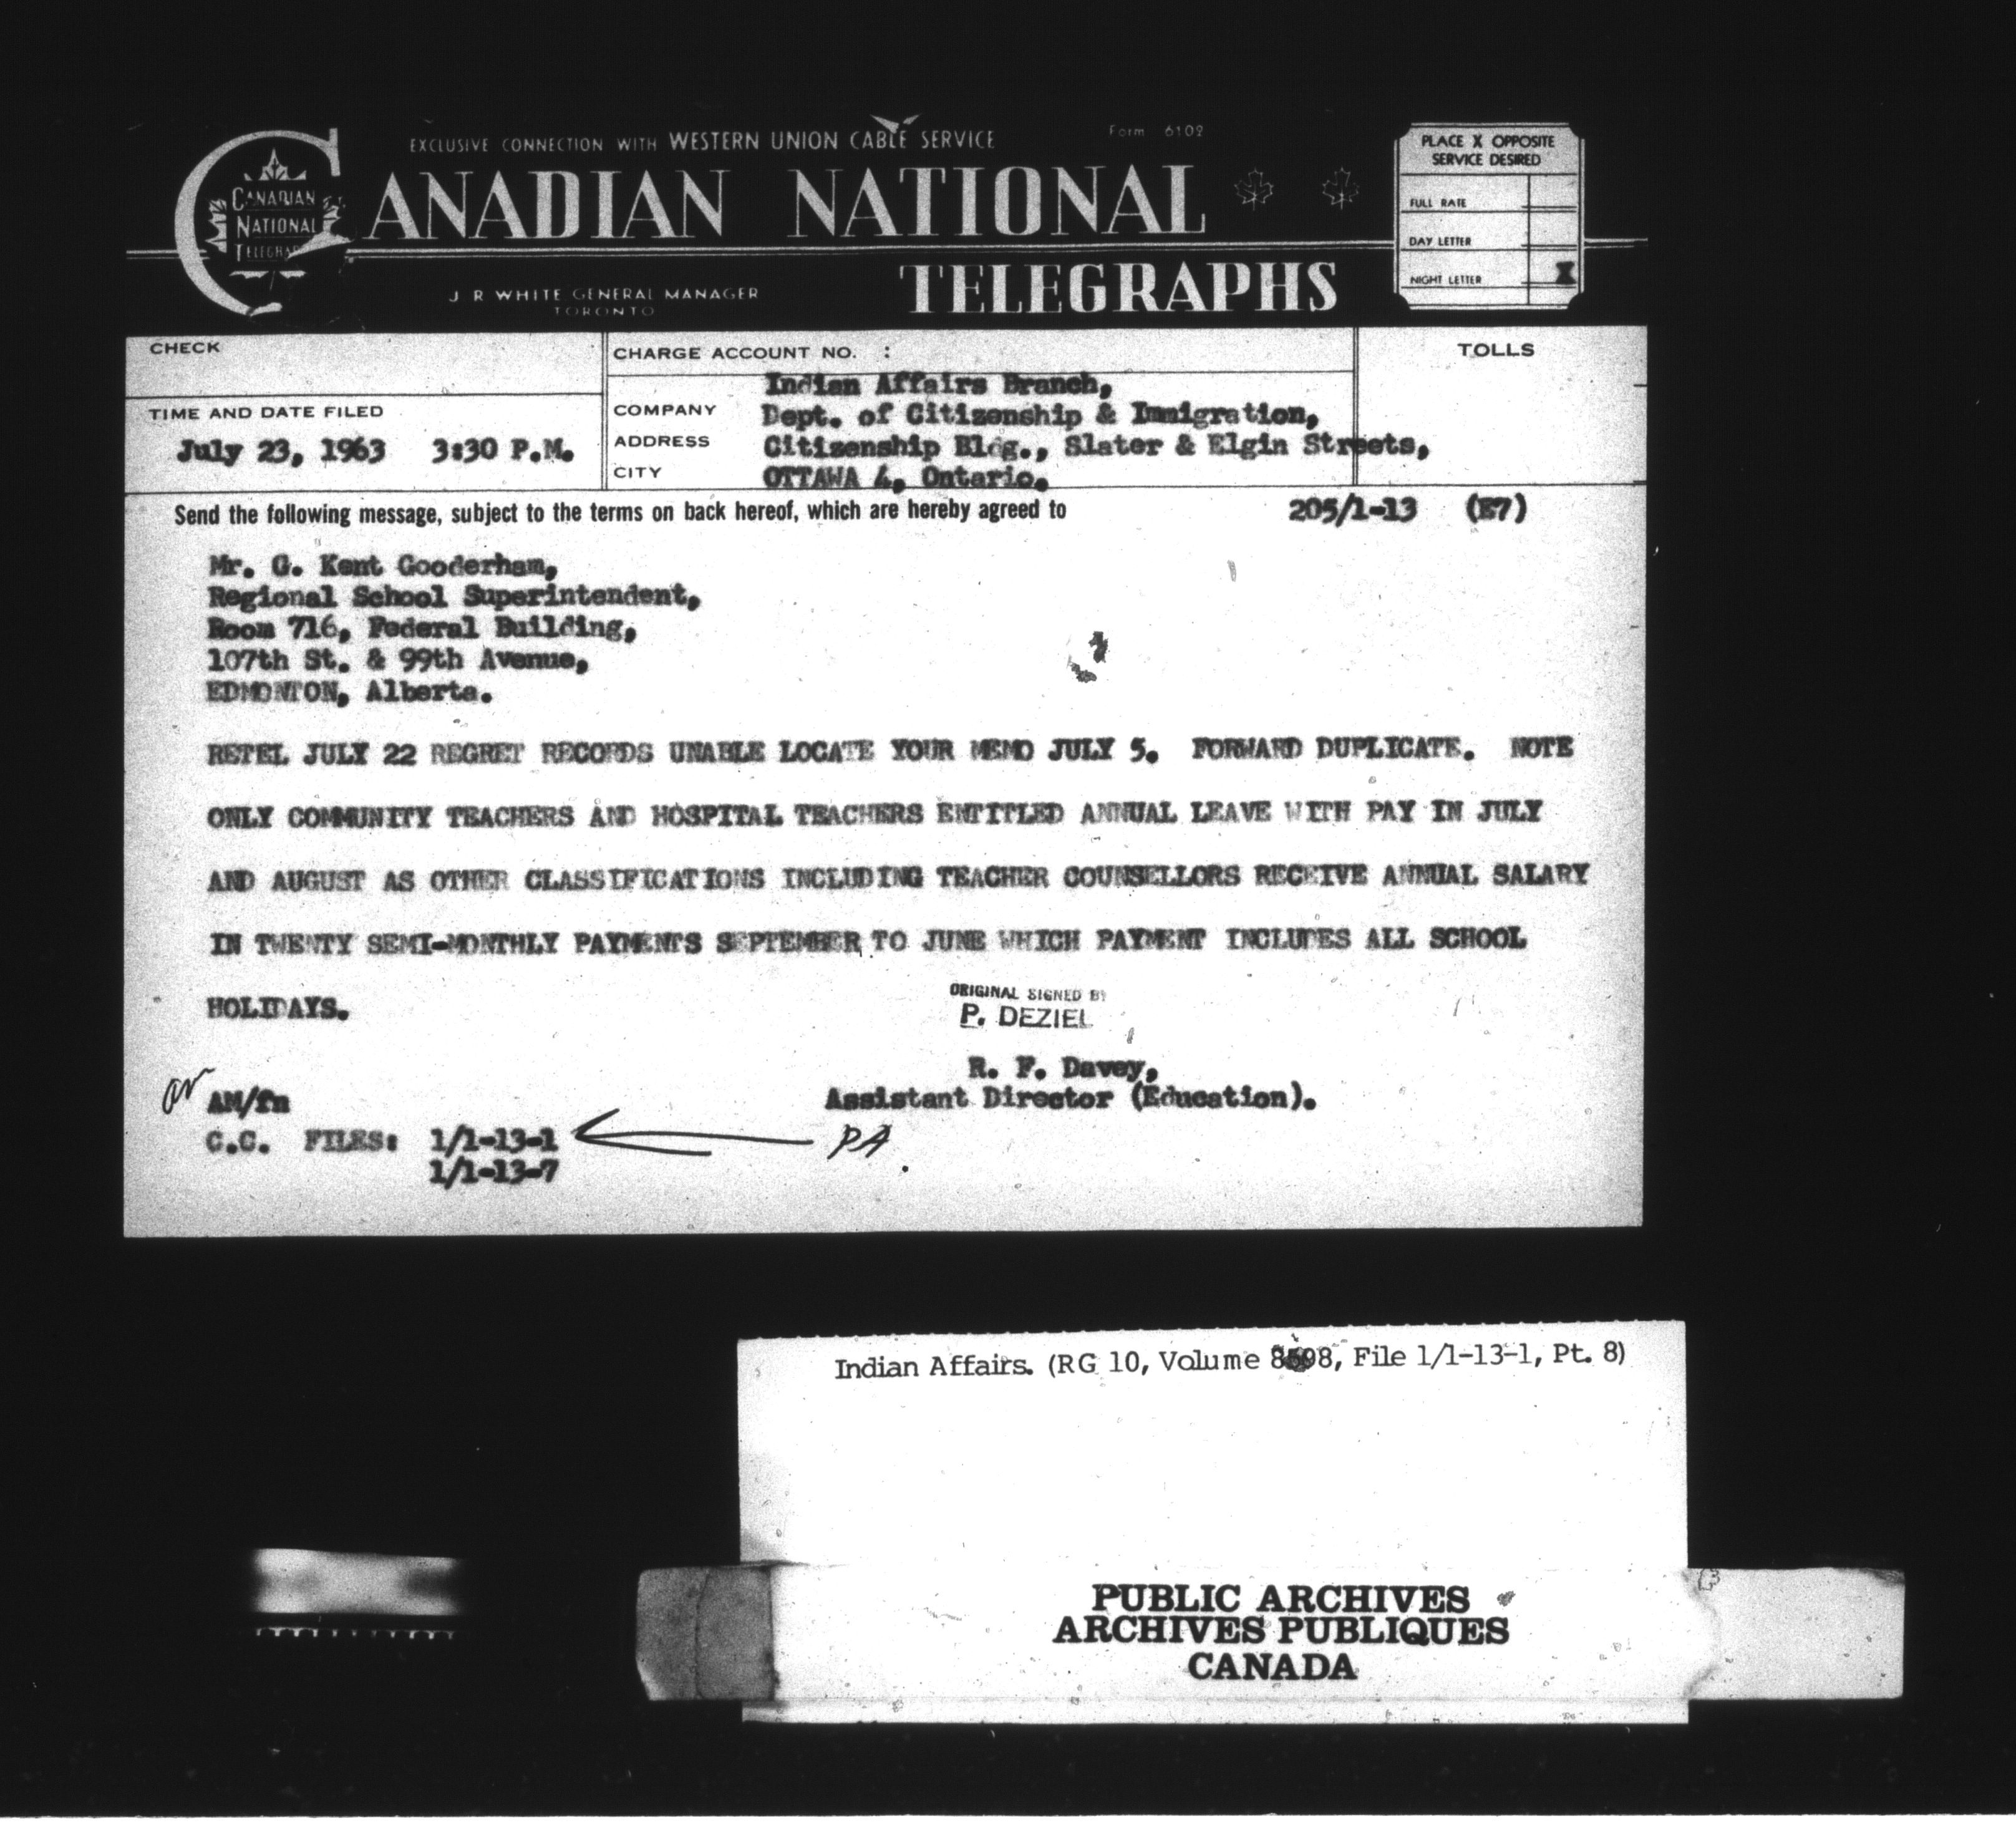 EXCLUSIVE CONNECTION WITH WESTERN UNION CABLE SERVICE
Form 6102
CANADIAN NATIONAL
TELEGRAPHS
CANADIAN
NATIONAL
TELEGRAPHS
J R WHITE GENERAL MANAGER
TORONTO
PLACE X OPPOSITE
SERVICE DESIRED
FULL RATE
DAY LETTER
NIGHT LETTER X
CHECK
CHARGE ACCOUNT NO. :
TOLLS
Indian Affairs Branch,
TIME AND DATE FILED
COMPANY Dept. of Citizenship & Immigration,
July 23, 1963 3:30 P.M.
ADDRESS Citizenship Bldg., Slater & Elgin Streets,
CITY OTTAWA 4, Ontario.
Send the following message, subject to the terms on back hereof, which are hereby agreed to
205/1-13 (E7)
Mr. G. Kent Gooderham,
Regional School Superintendent,
Room 716, Federal Building,
107th St. & 99th Avenue,
EDMONTON, Alberta.
RETEL JULY 22 REGRET RECORDS UNABLE LOCATE YOUR MEMO JULY 5. FORWARD DUPLICATE. NOTE
ONLY COMMUNITY TEACHERS AND HOSPITAL TEACHERS ENTITLED ANNUAL LEAVE WITH PAY IN JULY
AND AUGUST AS OTHER CLASSIFICATIONS INCLUDING TEACHER COUNSELLORS RECEIVE ANNUAL SALARY
IN TWENTY SEMI-MONTHLY PAYMENTS SEPTEMBER TO JUNE WHICH PAYMENT INCLUDES ALL SCHOOL
HOLIDAYS.
ORIGINAL SIGNED BY
P. DEZIEL
R. F. Davey,
Assistant Director (Education).
AM/fn
C.C. FILES: 1/1-13-1
PA
1/1-13-7
Indian Affairs. (RG 10, Volume 8598, File 1/1-13-1, Pt. 8)
PUBLIC ARCHIVES
ARCHIVES PUBLIQUES
CANADA